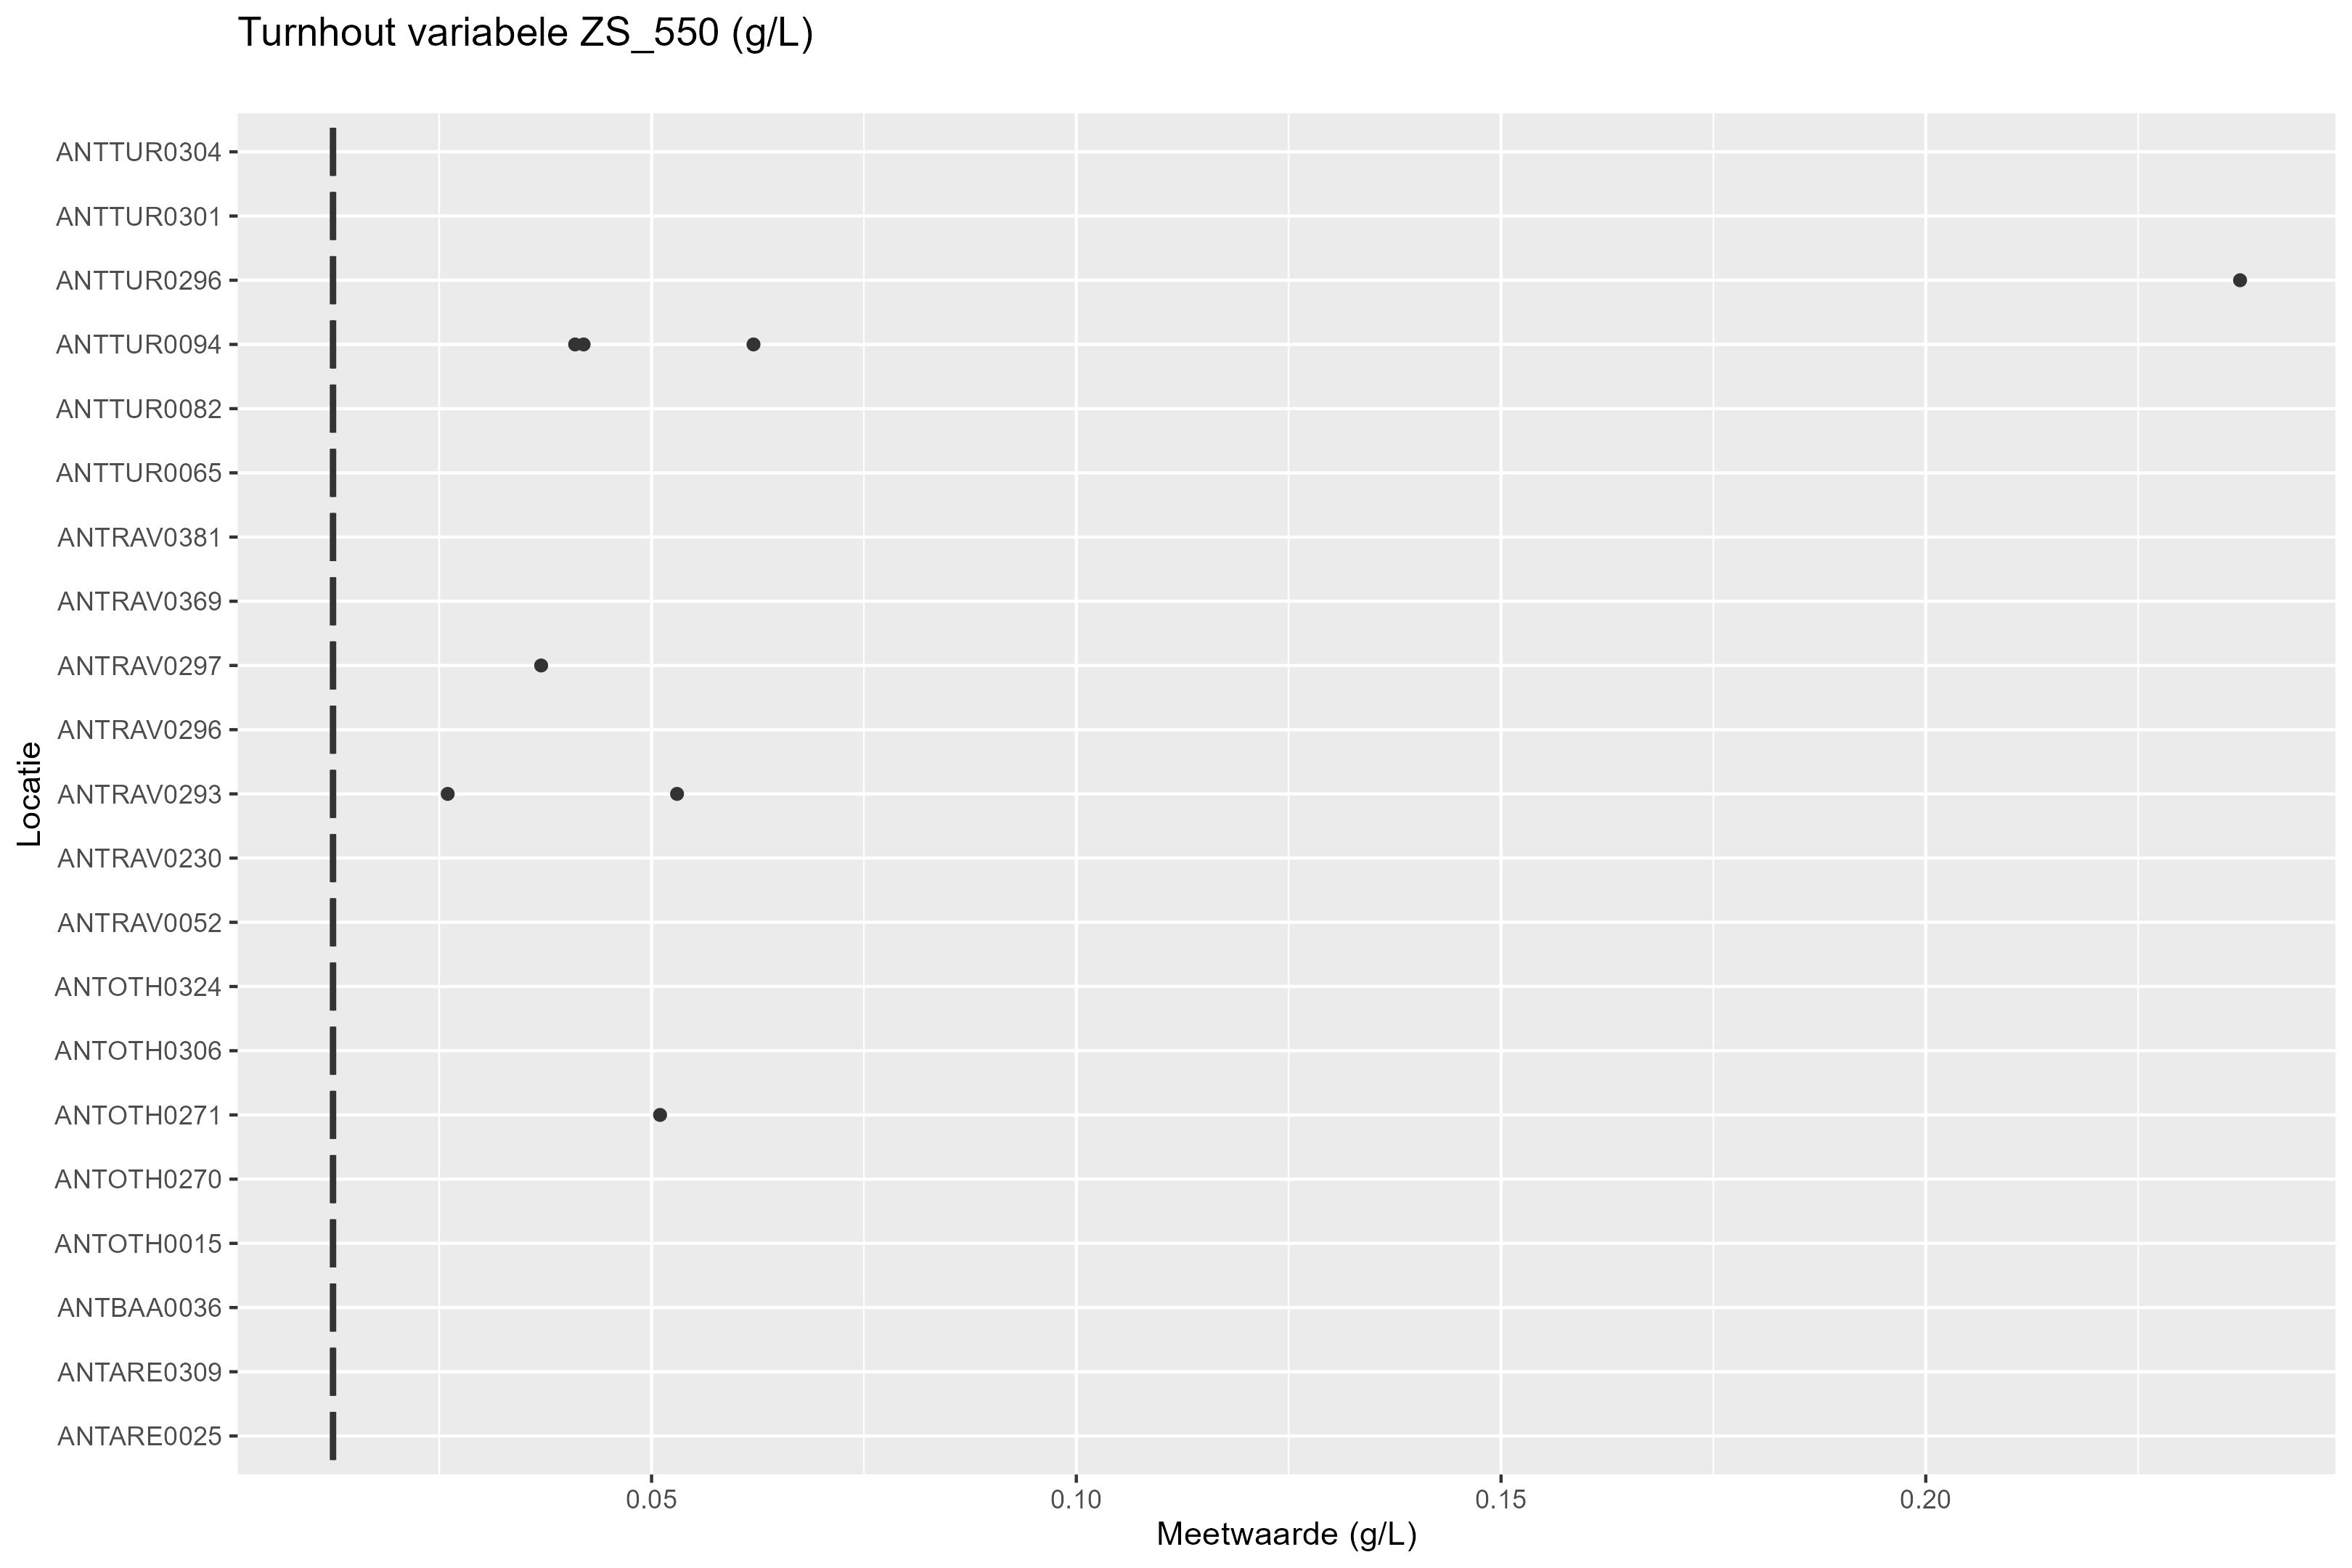 Turnhout variabele ZS_550 (g/L)
ANTTUR0304
ANTTUR0301
ANTTUR0296
ANTTUR0094
ANTTUR0082
ANTTUR0065
ANTRAV0381
ANTRAV0369
ANTRAV0297
ANTRAV0296
ANTRAV0293
ANTRAV0230
ANTRAV0052
ANTOTH0324
ANTOTH0306
ANTOTH0271
ANTOTH0270
ANTOTH0015
ANTBAA0036
ANTARE0309
ANTARE0025
Locatie
0.05 0.10 0.15 0.20
Meetwaarde (g/L)